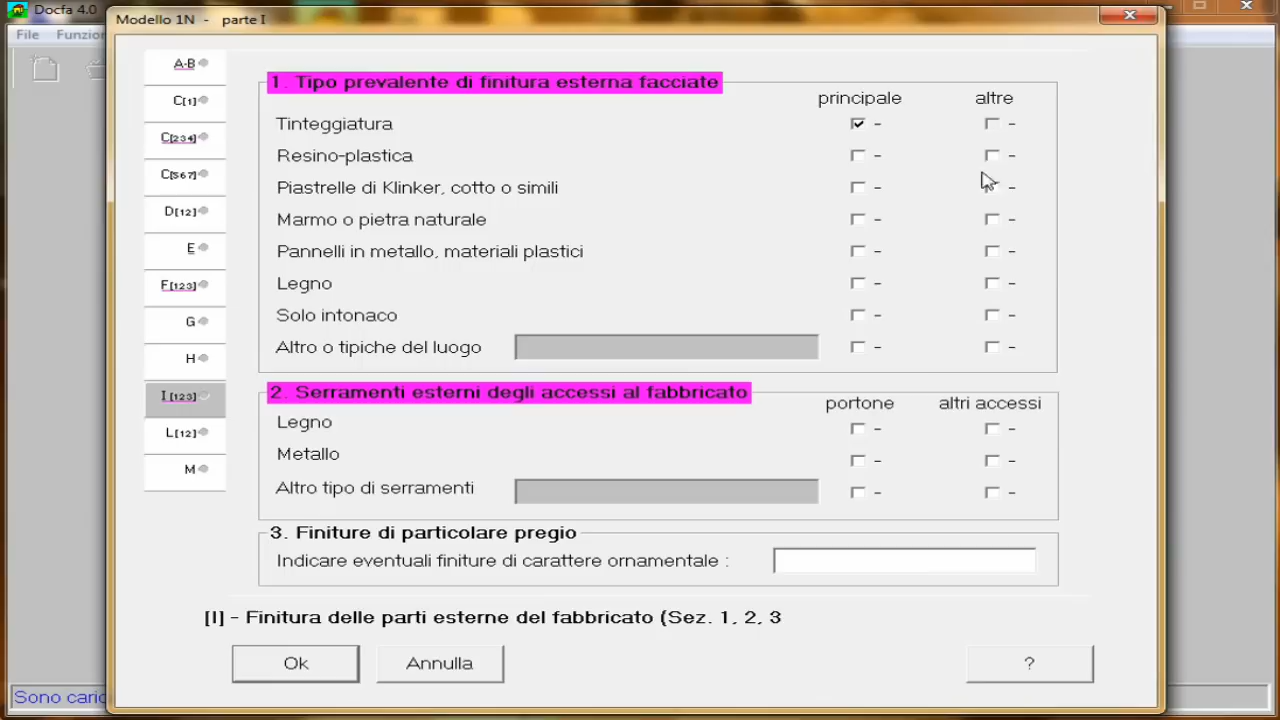 Docfa 4.0
File Funzion
Modello 1N - parte I
A-B
C[1]
C[234]
C[567]
D[12]
E
F[123]
G
H
I[123]
L[12]
M
1. Tipo prevalente di finitura esterna facciate
principale altre
Tinteggiatura - -
Resino-plastica - -
Piastrelle di Klinker, cotto o simili - -
Marmo o pietra naturale - -
Pannelli in metallo, materiali plastici - -
Legno - -
Solo intonaco - -
Altro o tipiche del luogo - -
2. Serramenti esterni degli accessi al fabbricato
portone altri accessi
Legno - -
Metallo - -
Altro tipo di serramenti - -
3. Finiture di particolare pregio
Indicare eventuali finiture di carattere ornamentale :
[I] - Finitura delle parti esterne del fabbricato (Sez. 1, 2, 3
Ok Annulla ?
Sono caric